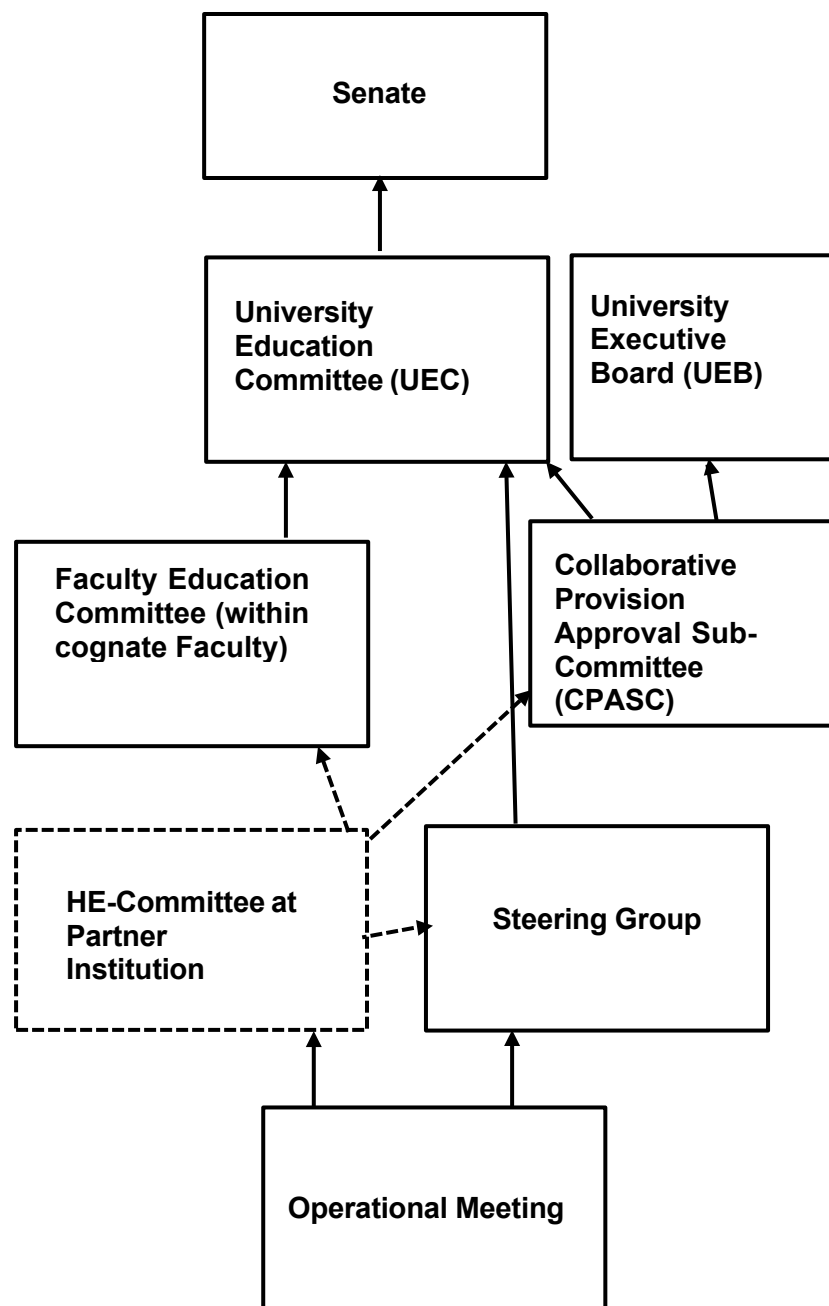 Senate
University
Education
Committee (UEC)
University
Executive
Board (UEB)
Faculty Education
Committee (within
cognate Faculty)
Collaborative
Provision
Approval Sub-
Committee
(CPASC)
HE-Committee at
Partner
Institution
Steering Group
Operational Meeting